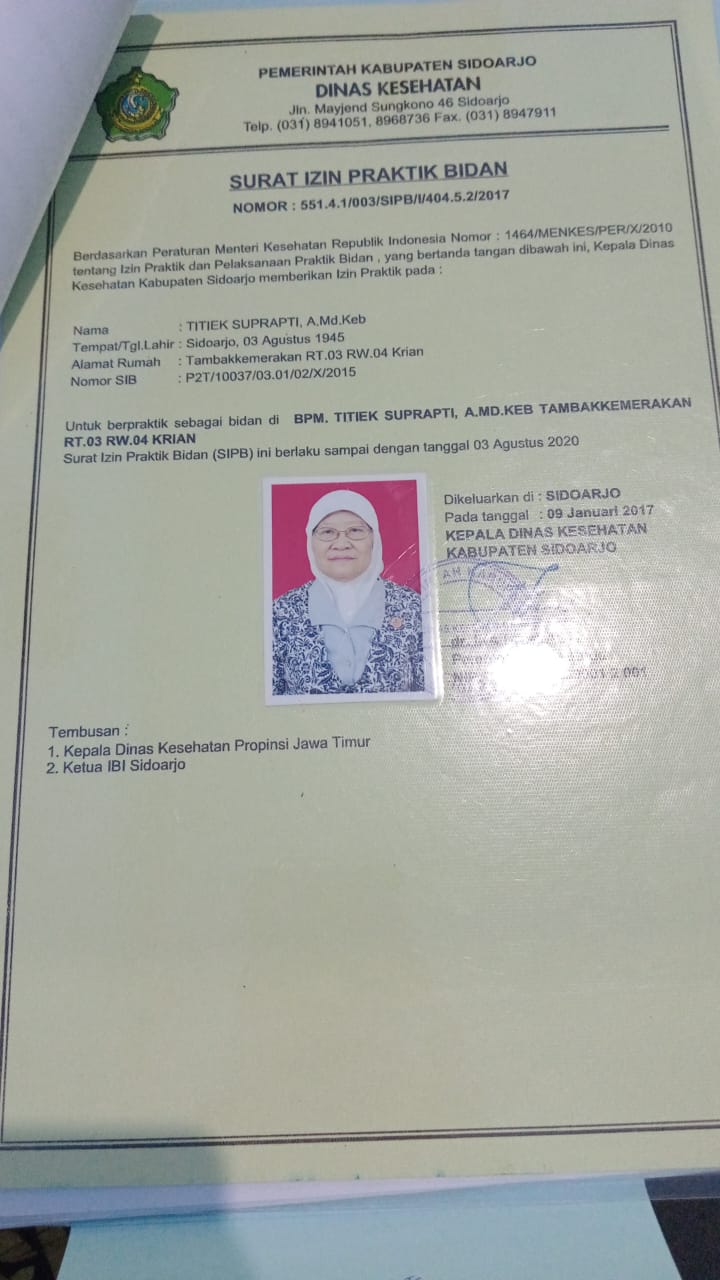 PEMERINTAH KABUPATEN SIDOARJO
DINAS KESEHATAN
Jln. Mayjend Sungkono 46 Sidoarjo
Telp. (031) 8941051, 8968736 Fax. (031) 8947911
SURAT IZIN PRAKTIK BIDAN
NOMOR : 551.4.1/003/SIPB/I/404.5.2/2017
Berdasarkan Peraturan Menteri Kesehatan Republik Indonesia Nomor : 1464/MENKES/PER/X/2010
tentang Izin Praktik dan Pelaksanaan Praktik Bidan , yang bertanda tangan dibawah ini, Kepala Dinas
Kesehatan Kabupaten Sidoarjo memberikan Izin Praktik pada :
Nama : TITIEK SUPRAPTI, A.Md.Keb
Tempat/Tgl.Lahir : Sidoarjo, 03 Agustus 1945
Alamat Rumah : Tambakkemerakan RT.03 RW.04 Krian
Nomor SIB : P2T/10037/03.01/02/X/2015
Untuk berpraktik sebagai bidan di BPM. TITIEK SUPRAPTI, A.MD.KEB TAMBAKKEMERAKAN
RT.03 RW.04 KRIAN
Surat Izin Praktik Bidan (SIPB) ini berlaku sampai dengan tanggal 03 Agustus 2020
Dikeluarkan di : SIDOARJO
Pada tanggal : 09 Januari 2017
KEPALA DINAS KESEHATAN
KABUPATEN SIDOARJO
dr.
NIP
Tembusan :
1. Kepala Dinas Kesehatan Propinsi Jawa Timur
2. Ketua IBI Sidoarjo